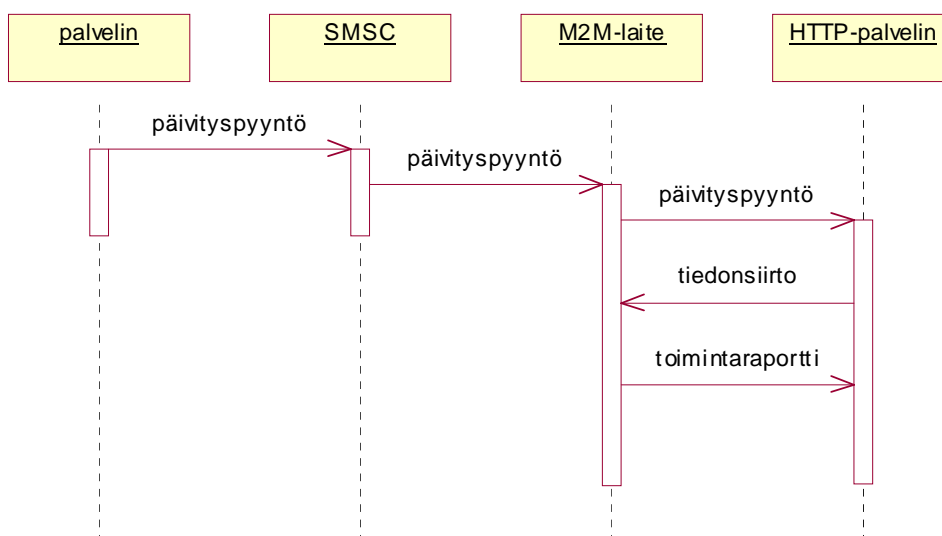 palvelin
SMSC
M2M-laite
HTTP-palvelin
päivityspyyntö
päivityspyyntö
päivityspyyntö
tiedonsiirto
toimintaraportti